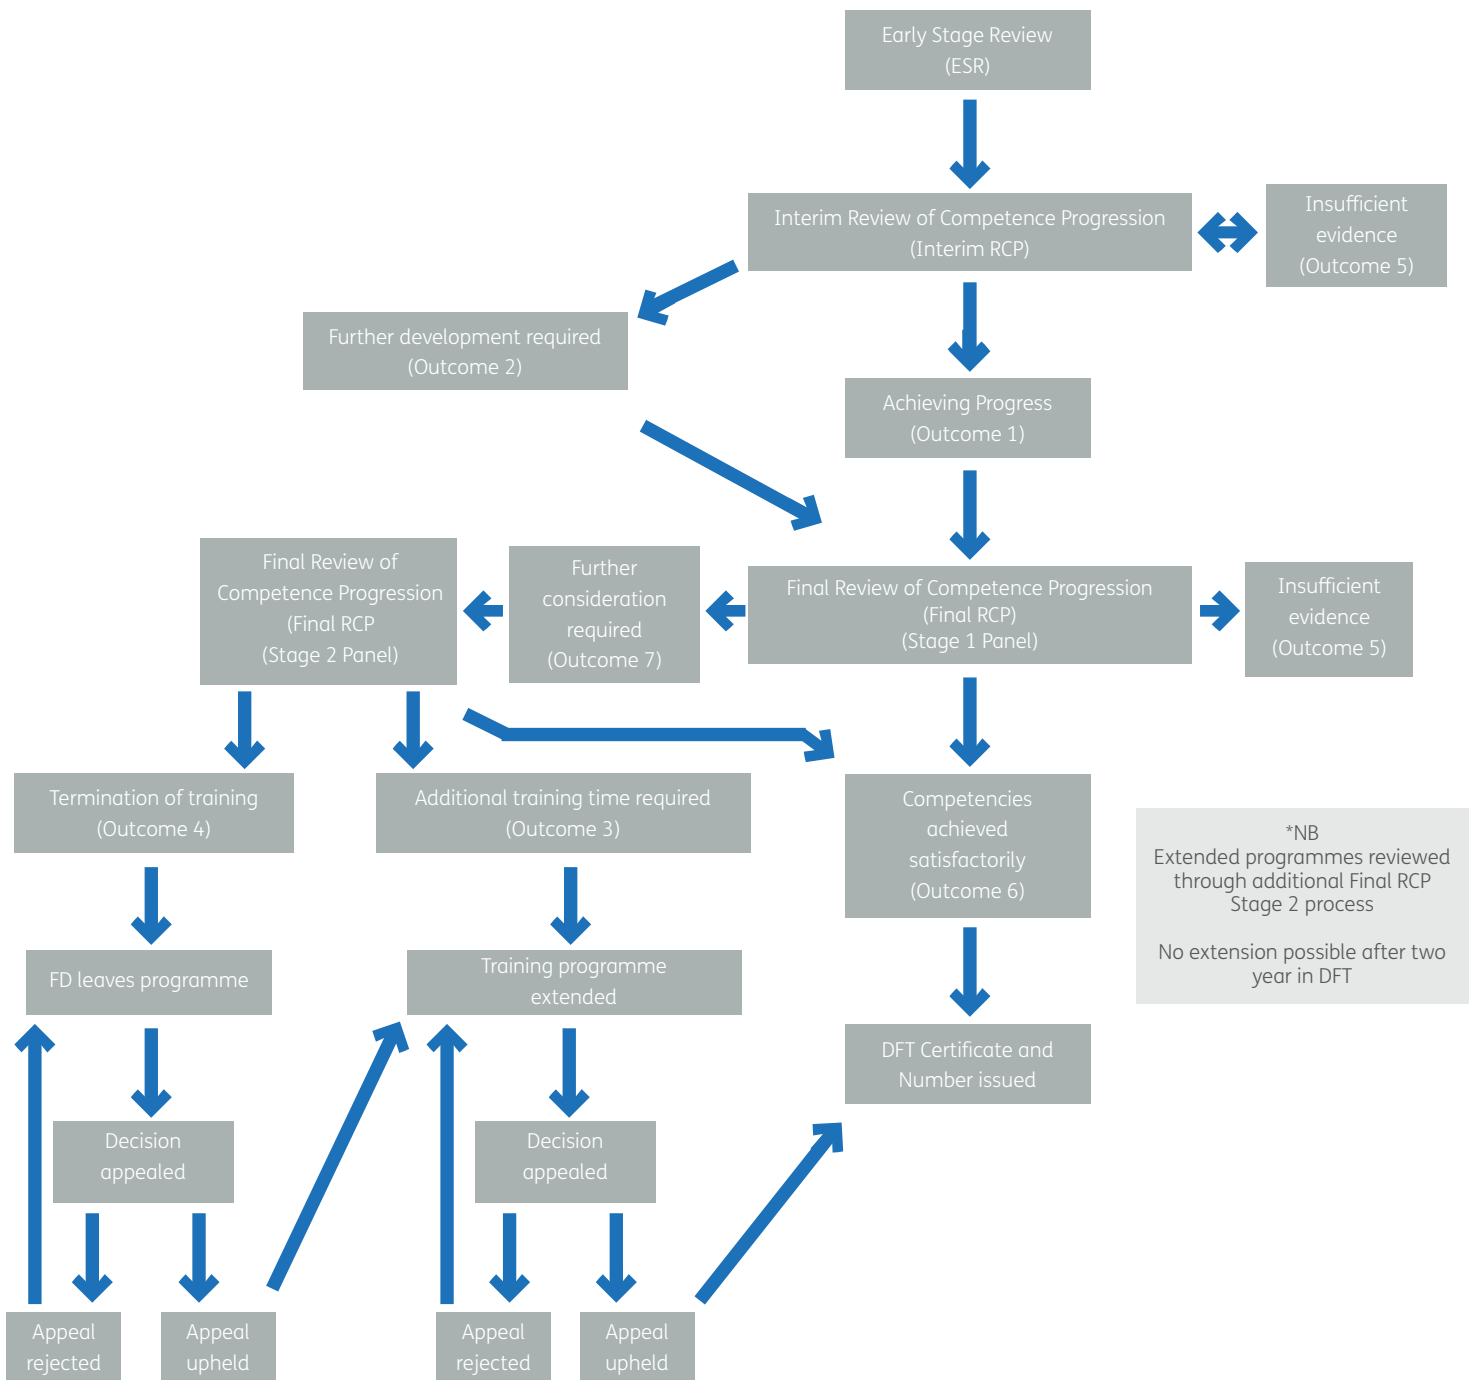 Early Stage Review
(ESR)
Interim Review of Competence Progression
(Interim RCP)
Insufficient
evidence
(Outcome 5)
Further development required
(Outcome 2)
Achieving Progress
(Outcome 1)
Final Review of
Competence Progression
(Final RCP
(Stage 2 Panel)
Further
consideration
required
(Outcome 7)
Final Review of Competence Progression
(Final RCP)
(Stage 1 Panel)
Insufficient
evidence
(Outcome 5)
Termination of training
(Outcome 4)
Additional training time required
(Outcome 3)
Competencies
achieved
satisfactorily
(Outcome 6)
*NB
Extended programmes reviewed
through additional Final RCP
Stage 2 process
No extension possible after two
year in DFT
FD leaves programme
Training programme
extended
DFT Certificate and
Number issued
Decision
appealed
Decision
appealed
Appeal
rejected
Appeal
upheld
Appeal
rejected
Appeal
upheld